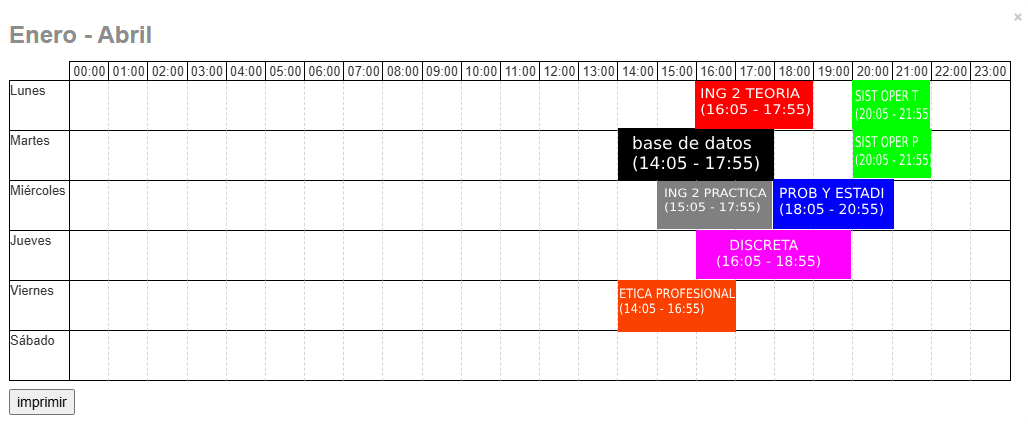 ×
Enero - Abril
00:00 01:00 02:00 03:00 04:00 05:00 06:00 07:00 08:00 09:00 10:00 11:00 12:00 13:00 14:00 15:00 16:00 17:00 18:00 19:00 20:00 21:00 22:00 23:00
Lunes
ING 2 TEORIA
(16:05 - 17:55)
SIST OPER T
(20:05 - 21:55
Martes
base de datos
(14:05 - 17:55)
SIST OPER P
(20:05 - 21:55)
Miércoles
ING 2 PRACTICA
(15:05 - 17:55)
PROB Y ESTADI
(18:05 - 20:55)
Jueves
DISCRETA
(16:05 - 18:55)
Viernes
ETICA PROFESIONAL
(14:05 - 16:55)
Sábado
imprimir